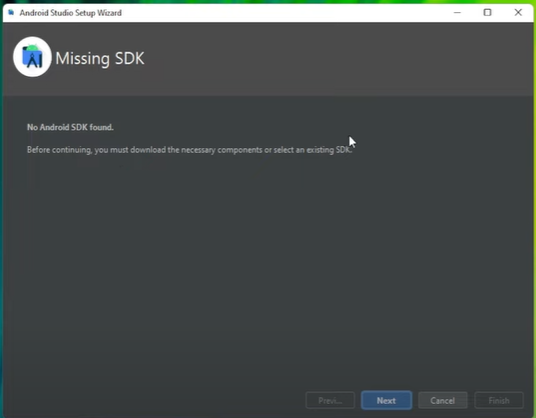 Android Studio Setup Wizard
Missing SDK
No Android SDK found.
Before continuing, you must download the necessary components or select an existing SDK.
Previ...
Next
Cancel
Finish